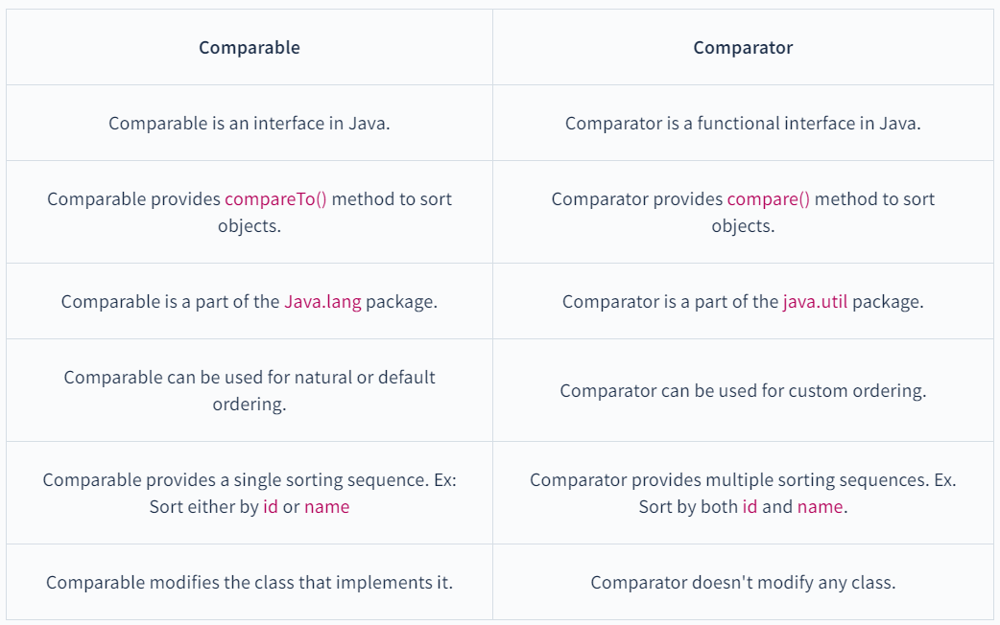 Comparable
Comparator
Comparable is an interface in Java.
Comparator is a functional interface in Java.
Comparable provides compareTo() method to sort
objects.
Comparator provides compare() method to sort
objects.
Comparable is a part of the Java.lang package.
Comparator is a part of the java.util package.
Comparable can be used for natural or default
ordering.
Comparator can be used for custom ordering.
Comparable provides a single sorting sequence. Ex:
Sort either by id or name
Comparator provides multiple sorting sequences. Ex.
Sort by both id and name.
Comparable modifies the class that implements it.
Comparator doesn't modify any class.